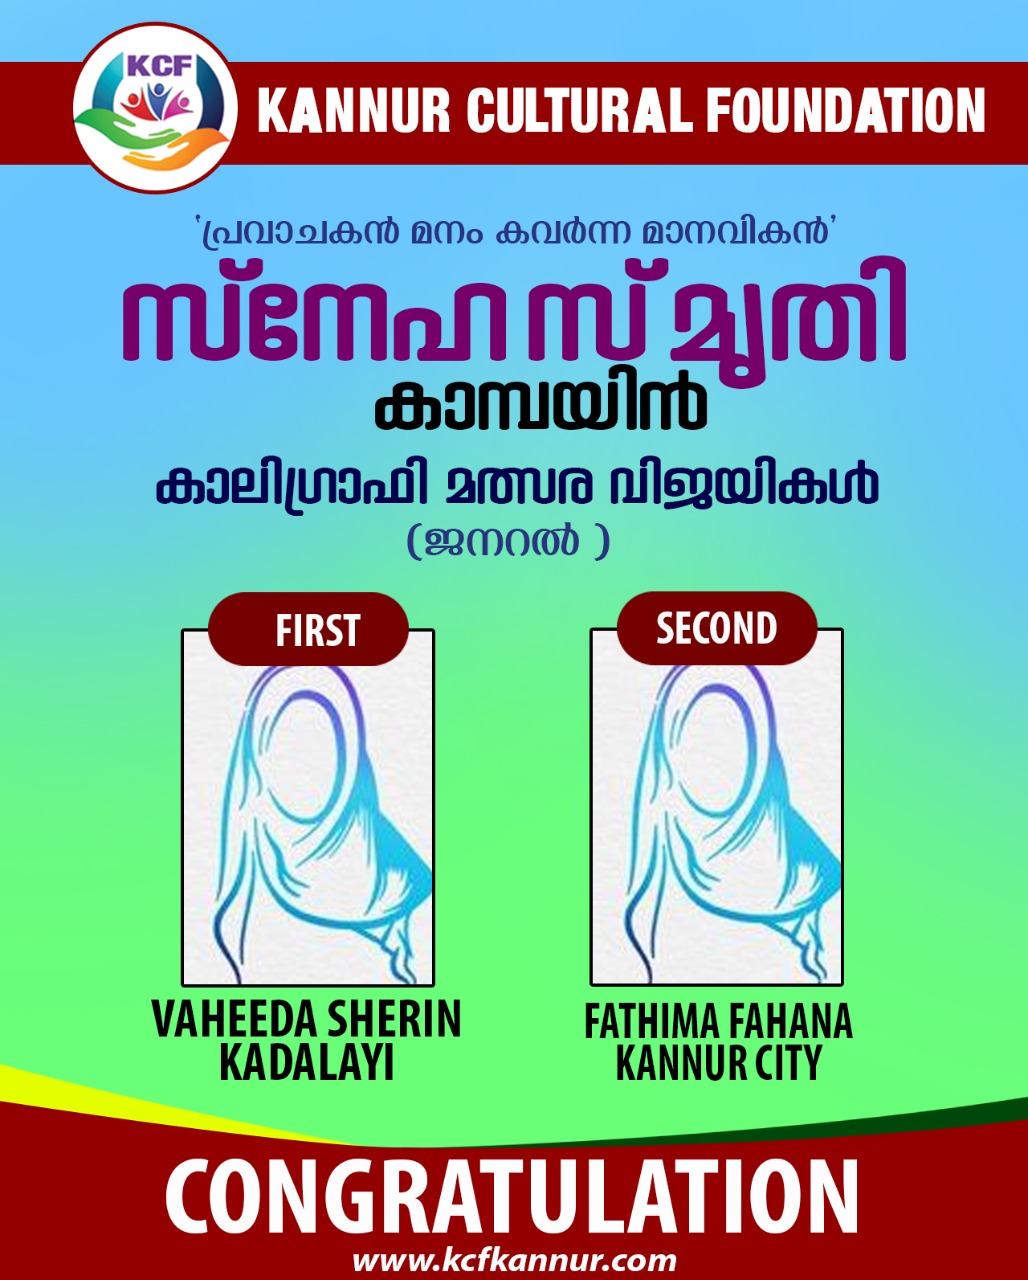 KCF
KANNUR CULTURAL FOUNDATION
‘പ്രവാചകൻ മനം കവർന്ന മാനവികൻ’
സ്നേഹ സ് മൃതി
കാമ്പയിൻ
കാലിഗ്രാഫി മത്സര വിജയികൾ
(ജനറൽ )
FIRST
SECOND
VAHEEDA SHERIN
KADALAYI
FATHIMA FAHANA
KANNUR CITY
CONGRATULATION
www.kcfkannur.com